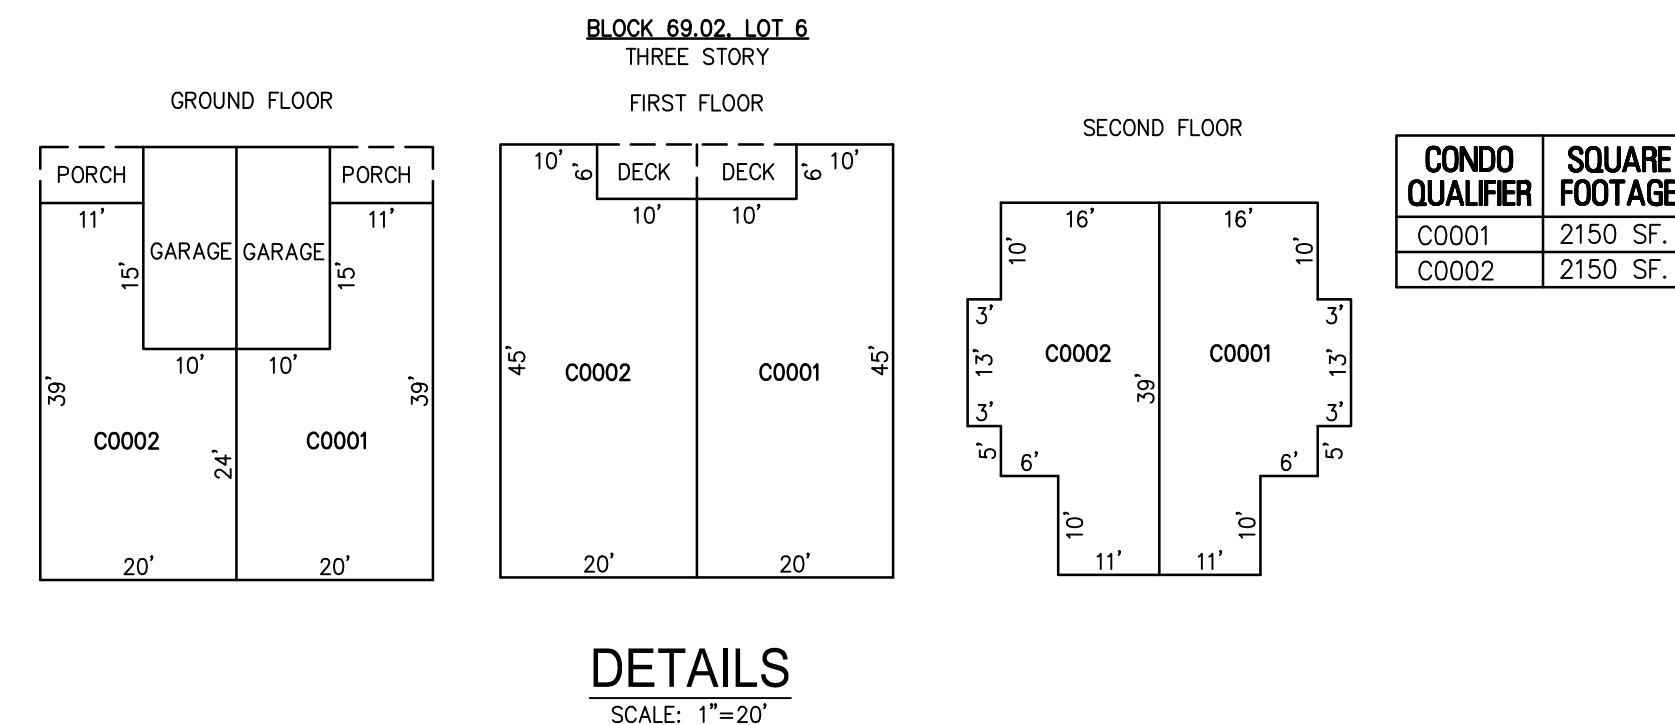 BLOCK 69.02, LOT 6
THREE STORY
GROUND FLOOR
PORCH
PORCH
11'
11'
GARAGE
GARAGE
15'
15'
10'
10'
39'
39'
C0002
C0001
24'
20'
20'
FIRST FLOOR
10'
6'
DECK
DECK
6'
10'
10'
10'
45'
45'
C0002
C0001
20'
20'
SECOND FLOOR
16'
16'
10'
10'
3'
3'
13'
13'
C0002
C0001
39'
3'
3'
5'
5'
6'
6'
10'
10'
11'
11'
CONDO QUALIFIER
SQUARE FOOTAGE
C0001 2150 SF.
C0002 2150 SF.
DETAILS
SCALE: 1"=20'